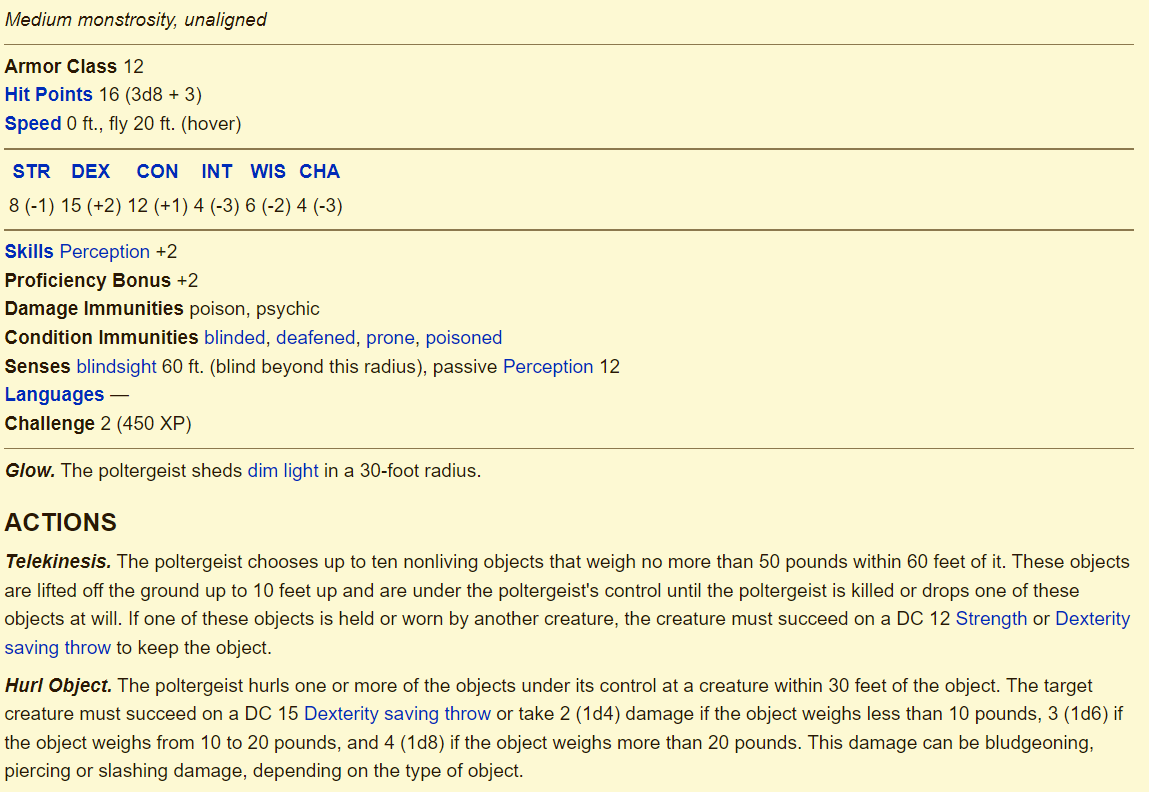 Medium monstrosity, unaligned
Armor Class 12
Hit Points 16 (3d8 + 3)
Speed 0 ft., fly 20 ft. (hover)
STR DEX CON INT WIS CHA
8 (-1) 15 (+2) 12 (+1) 4 (-3) 6 (-2) 4 (-3)
Skills Perception +2
Proficiency Bonus +2
Damage Immunities poison, psychic
Condition Immunities blinded, deafened, prone, poisoned
Senses blindsight 60 ft. (blind beyond this radius), passive Perception 12
Languages —
Challenge 2 (450 XP)
Glow. The poltergeist sheds dim light in a 30-foot radius.
ACTIONS
Telekinesis. The poltergeist chooses up to ten nonliving objects that weigh no more than 50 pounds within 60 feet of it. These objects
are lifted off the ground up to 10 feet up and are under the poltergeist's control until the poltergeist is killed or drops one of these
objects at will. If one of these objects is held or worn by another creature, the creature must succeed on a DC 12 Strength or Dexterity
saving throw to keep the object.
Hurl Object. The poltergeist hurls one or more of the objects under its control at a creature within 30 feet of the object. The target
creature must succeed on a DC 15 Dexterity saving throw or take 2 (1d4) damage if the object weighs less than 10 pounds, 3 (1d6) if
the object weighs from 10 to 20 pounds, and 4 (1d8) if the object weighs more than 20 pounds. This damage can be bludgeoning,
piercing or slashing damage, depending on the type of object.